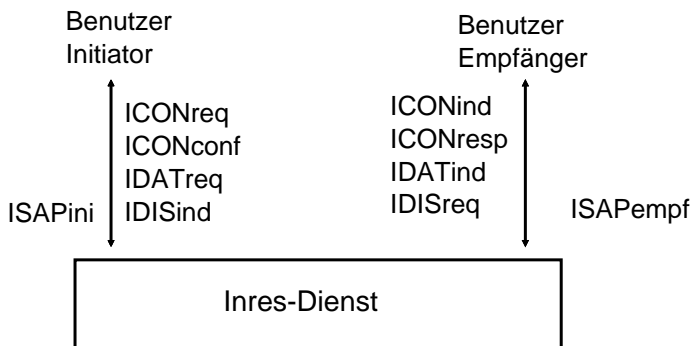 Benutzer
Initiator
Benutzer
Empfänger
ICONreq
ICONconf
IDATreq
IDISind
ISAPini
ICONind
ICONresp
IDATind
IDISreq
ISAPempf
Inres-Dienst